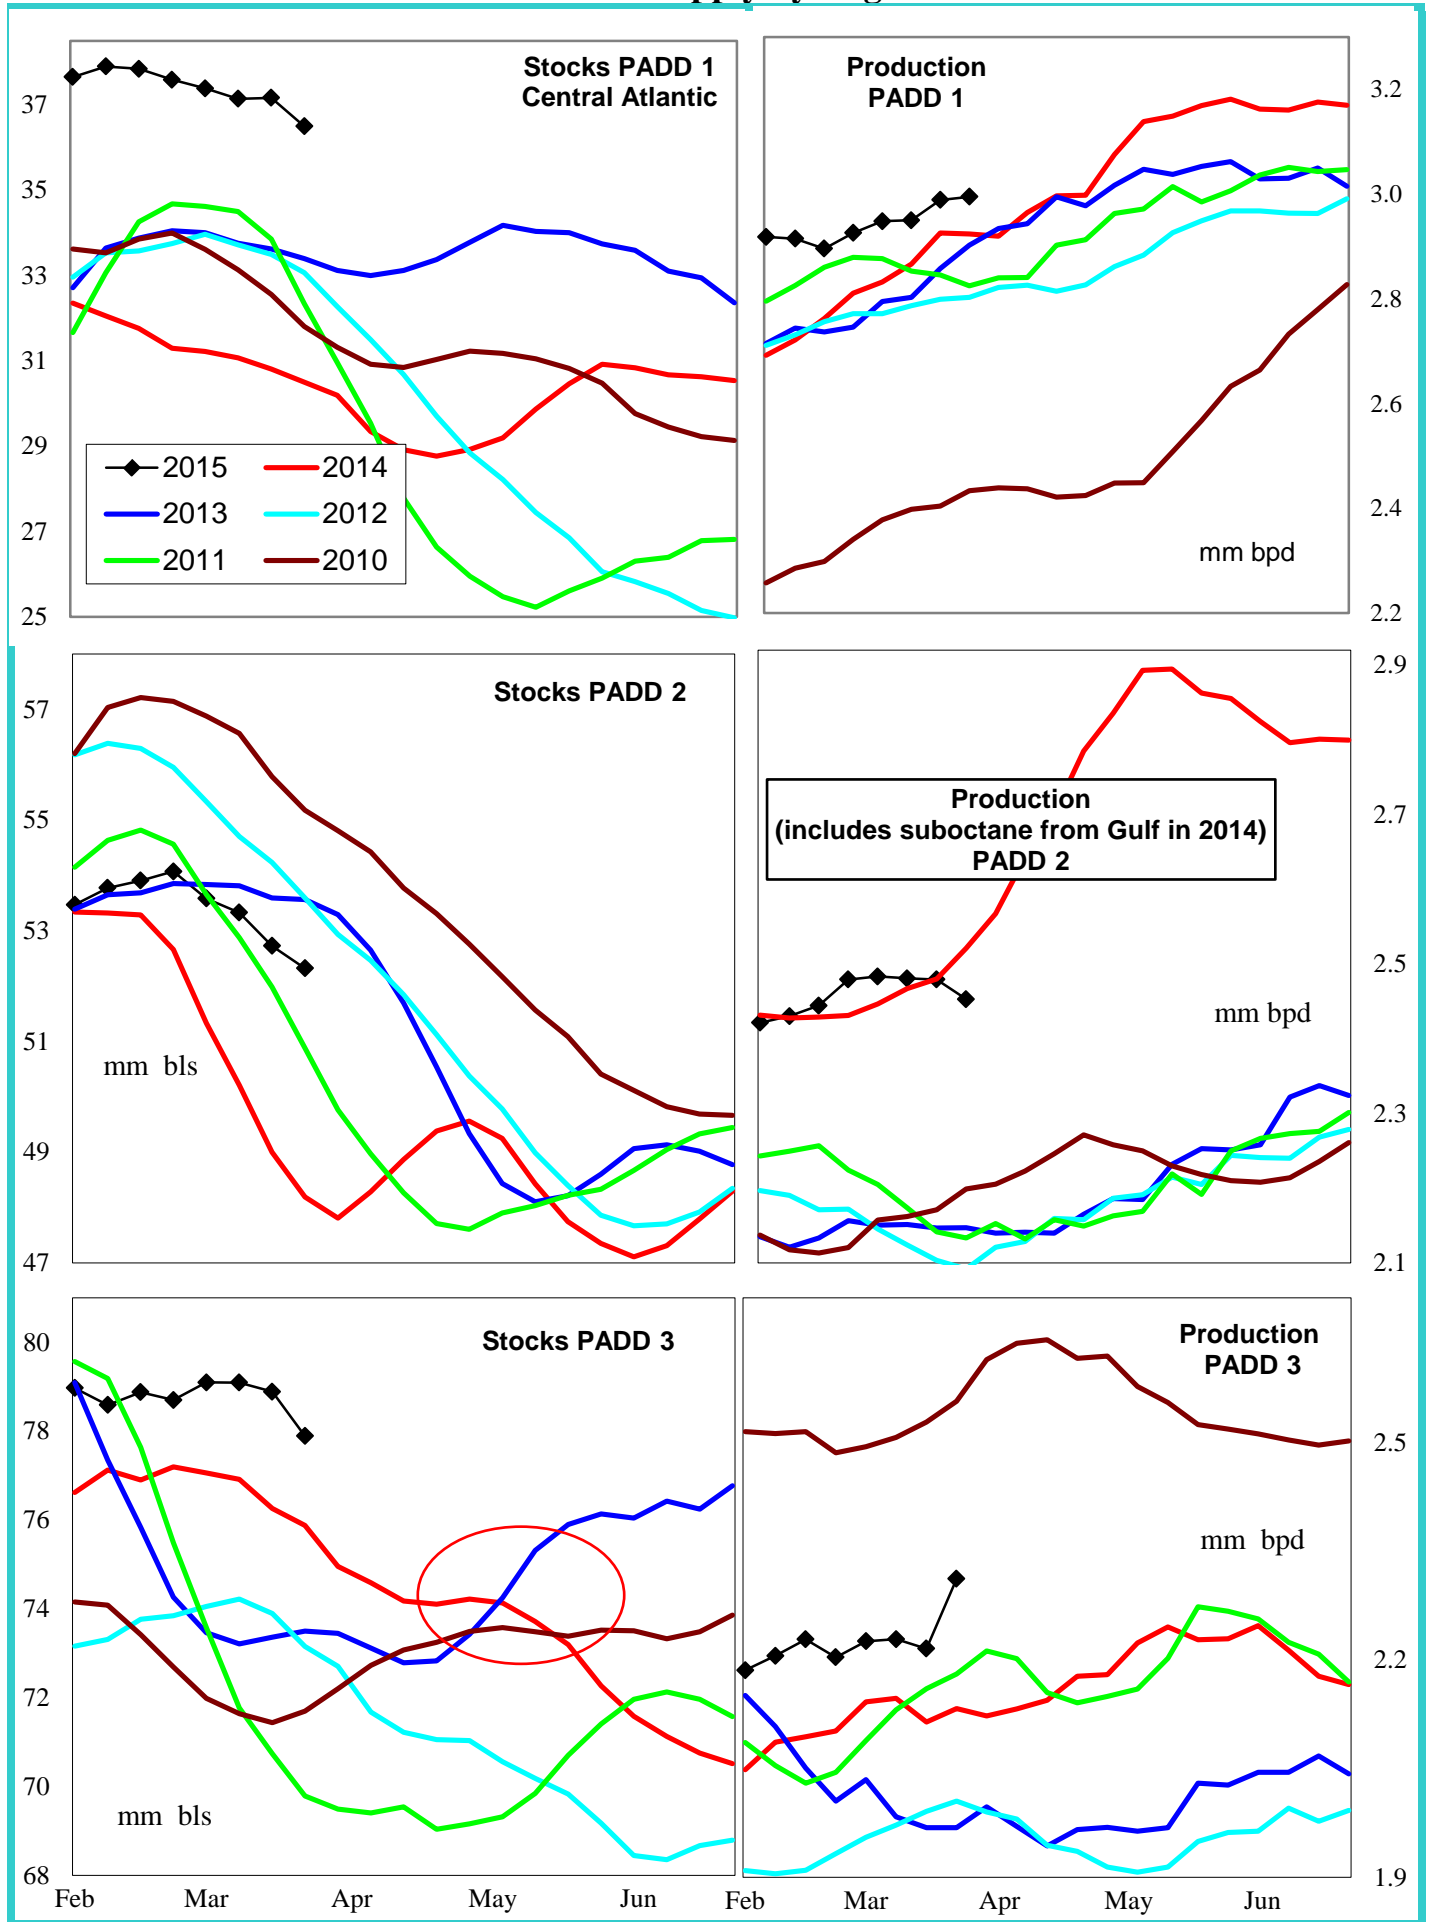 Stocks PADD 1
Central Atlantic
37
35
33
31
29
27
25
2015
2014
2013
2012
2011
2010
Production
PADD 1
3.2
3.0
2.8
2.6
2.4
2.2
mm bpd
Stocks PADD 2
57
55
53
51
49
47
mm bls
Production
(includes suboctane from Gulf in 2014)
PADD 2
2.9
2.7
2.5
2.3
2.1
mm bpd
Stocks PADD 3
80
78
76
74
72
70
68
mm bls
Feb Mar Apr May Jun
Production
PADD 3
2.5
2.2
1.9
mm bpd
Feb Mar Apr May Jun